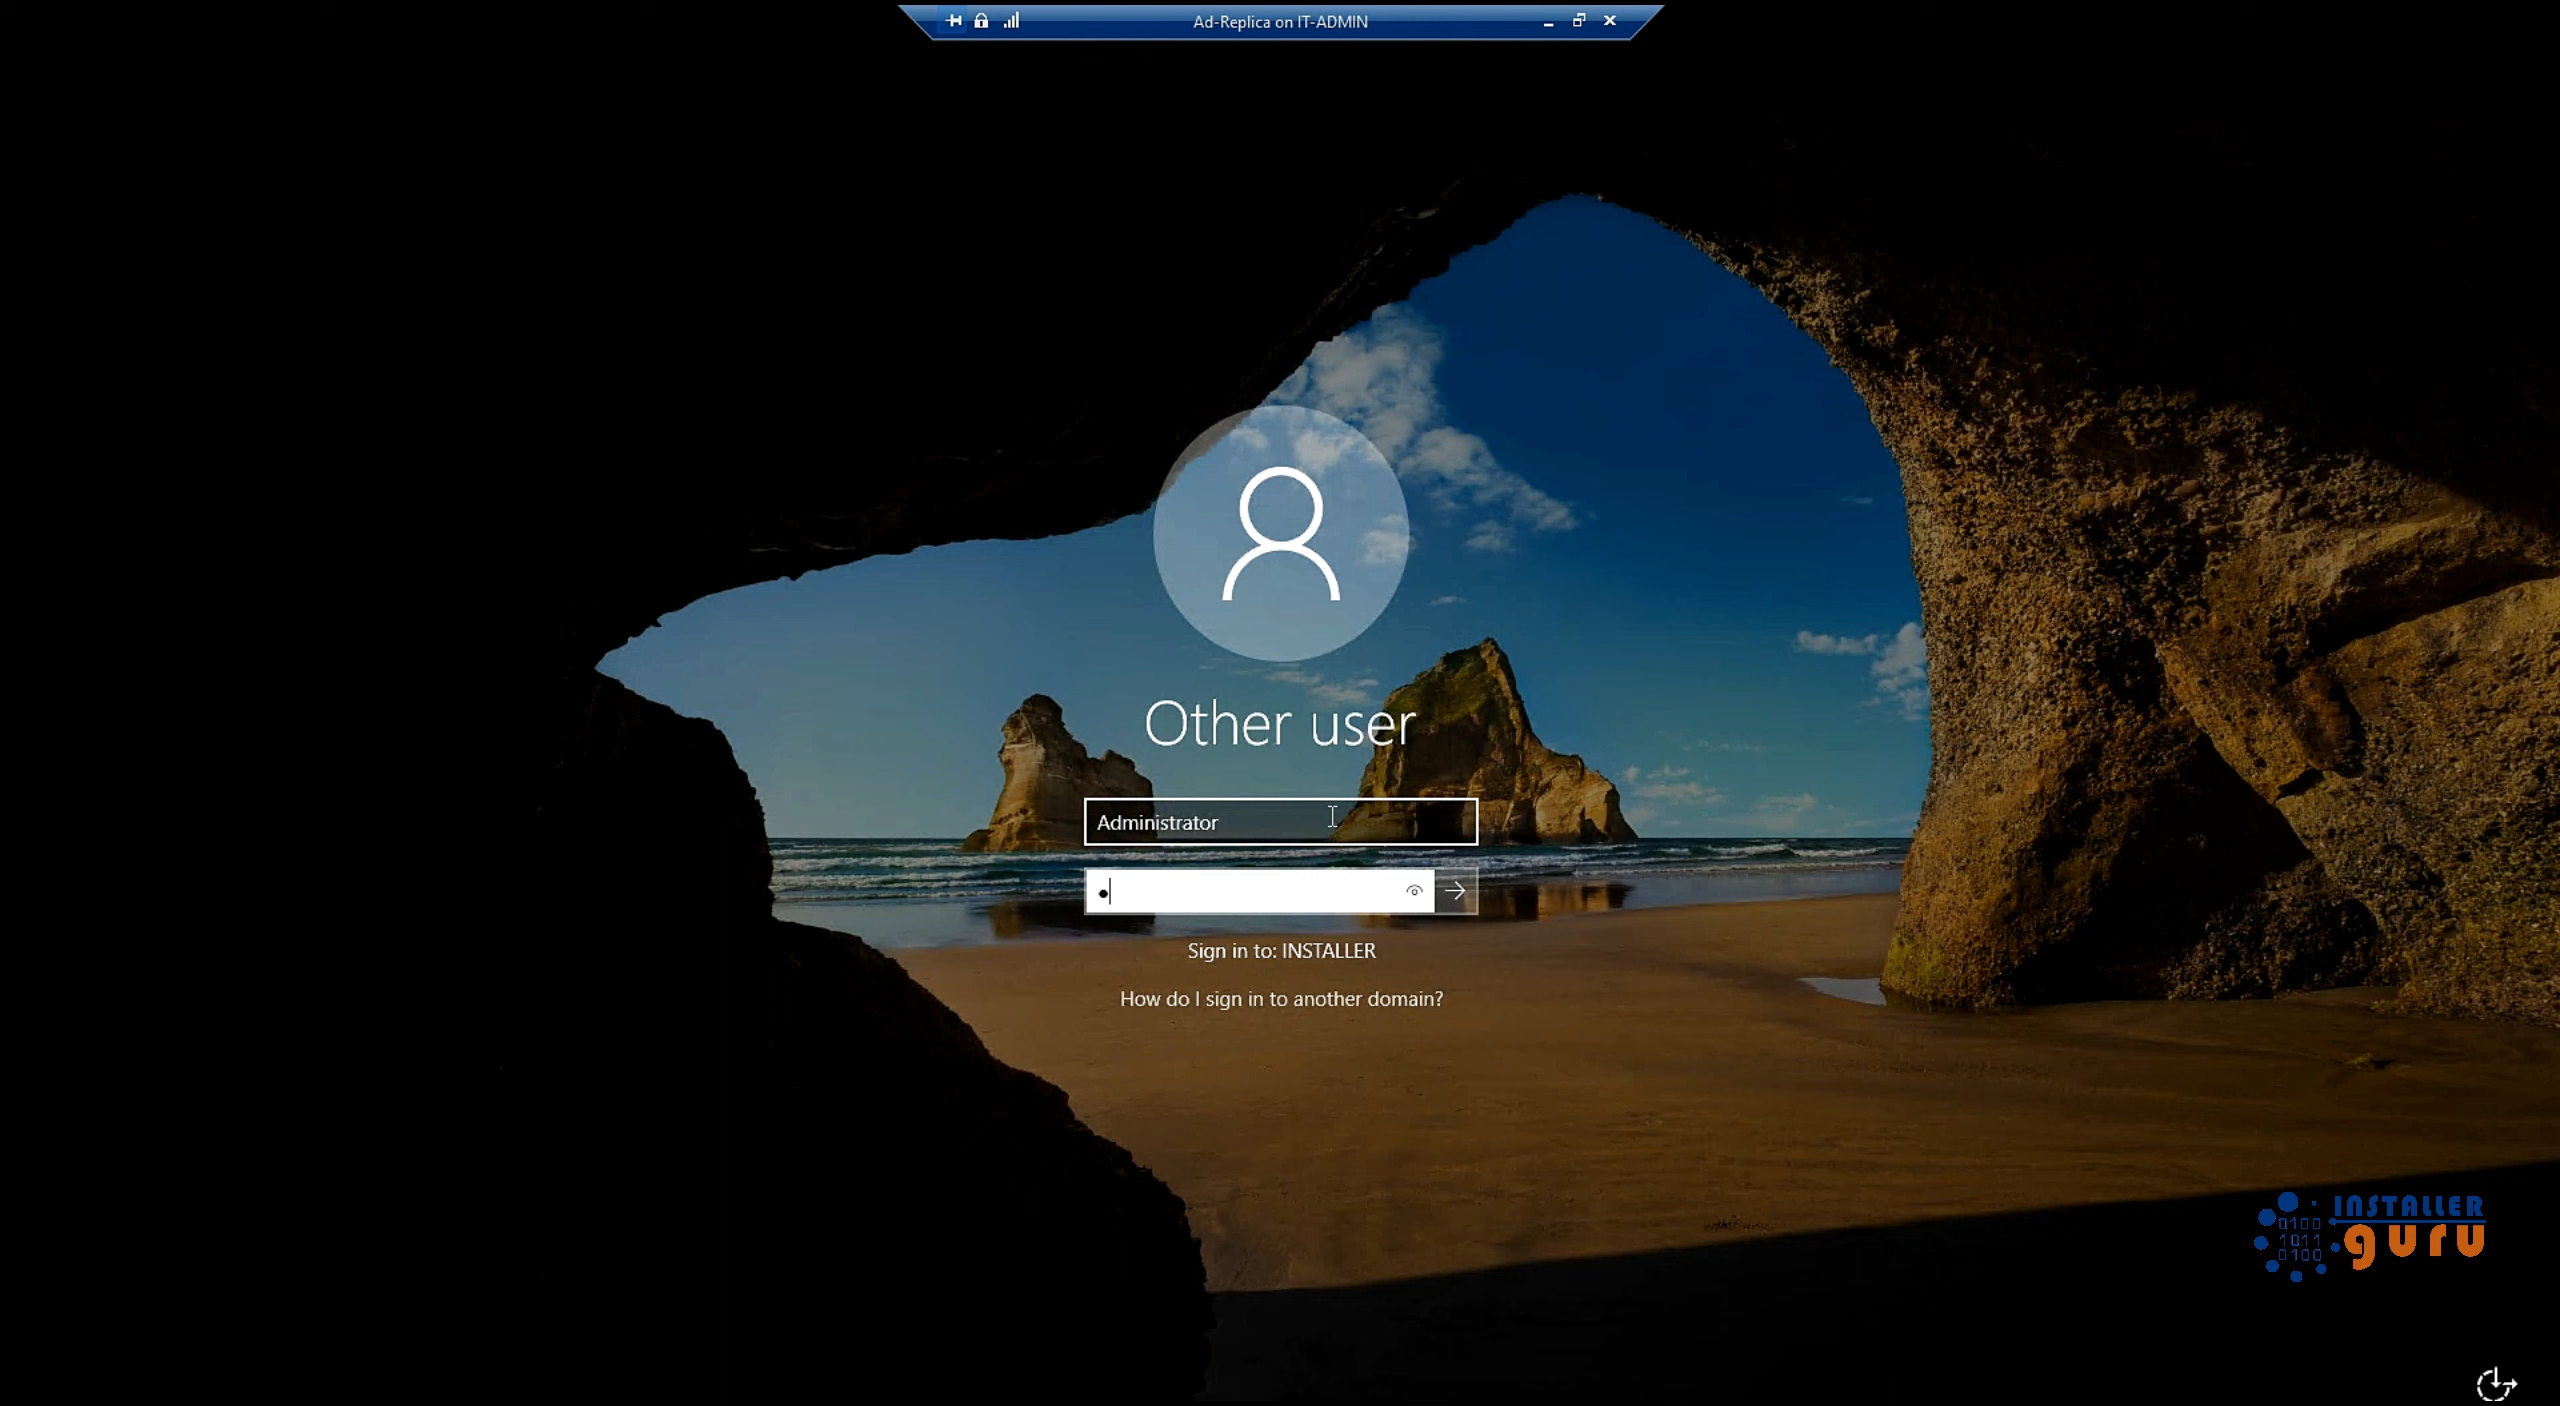 Ad-Replica on IT-ADMIN
Other user
Administrator
Sign in to: INSTALLER
How do I sign in to another domain?
INSTALLER
guru
0100
1011
0100